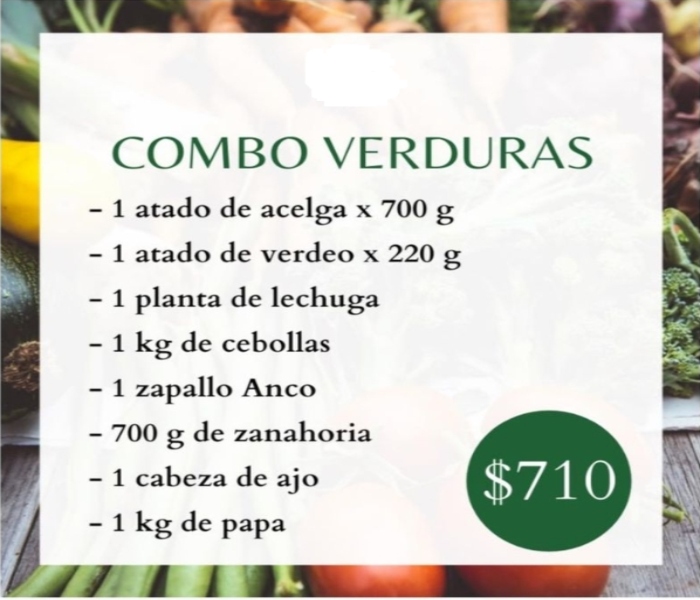 COMBO VERDURAS
- 1 atado de acelga x 700 g
- 1 atado de verdeo x 220 g
- 1 planta de lechuga
- 1 kg de cebollas
- 1 zapallo Anco
- 700 g de zanahoria
- 1 cabeza de ajo
- 1 kg de papa
$710